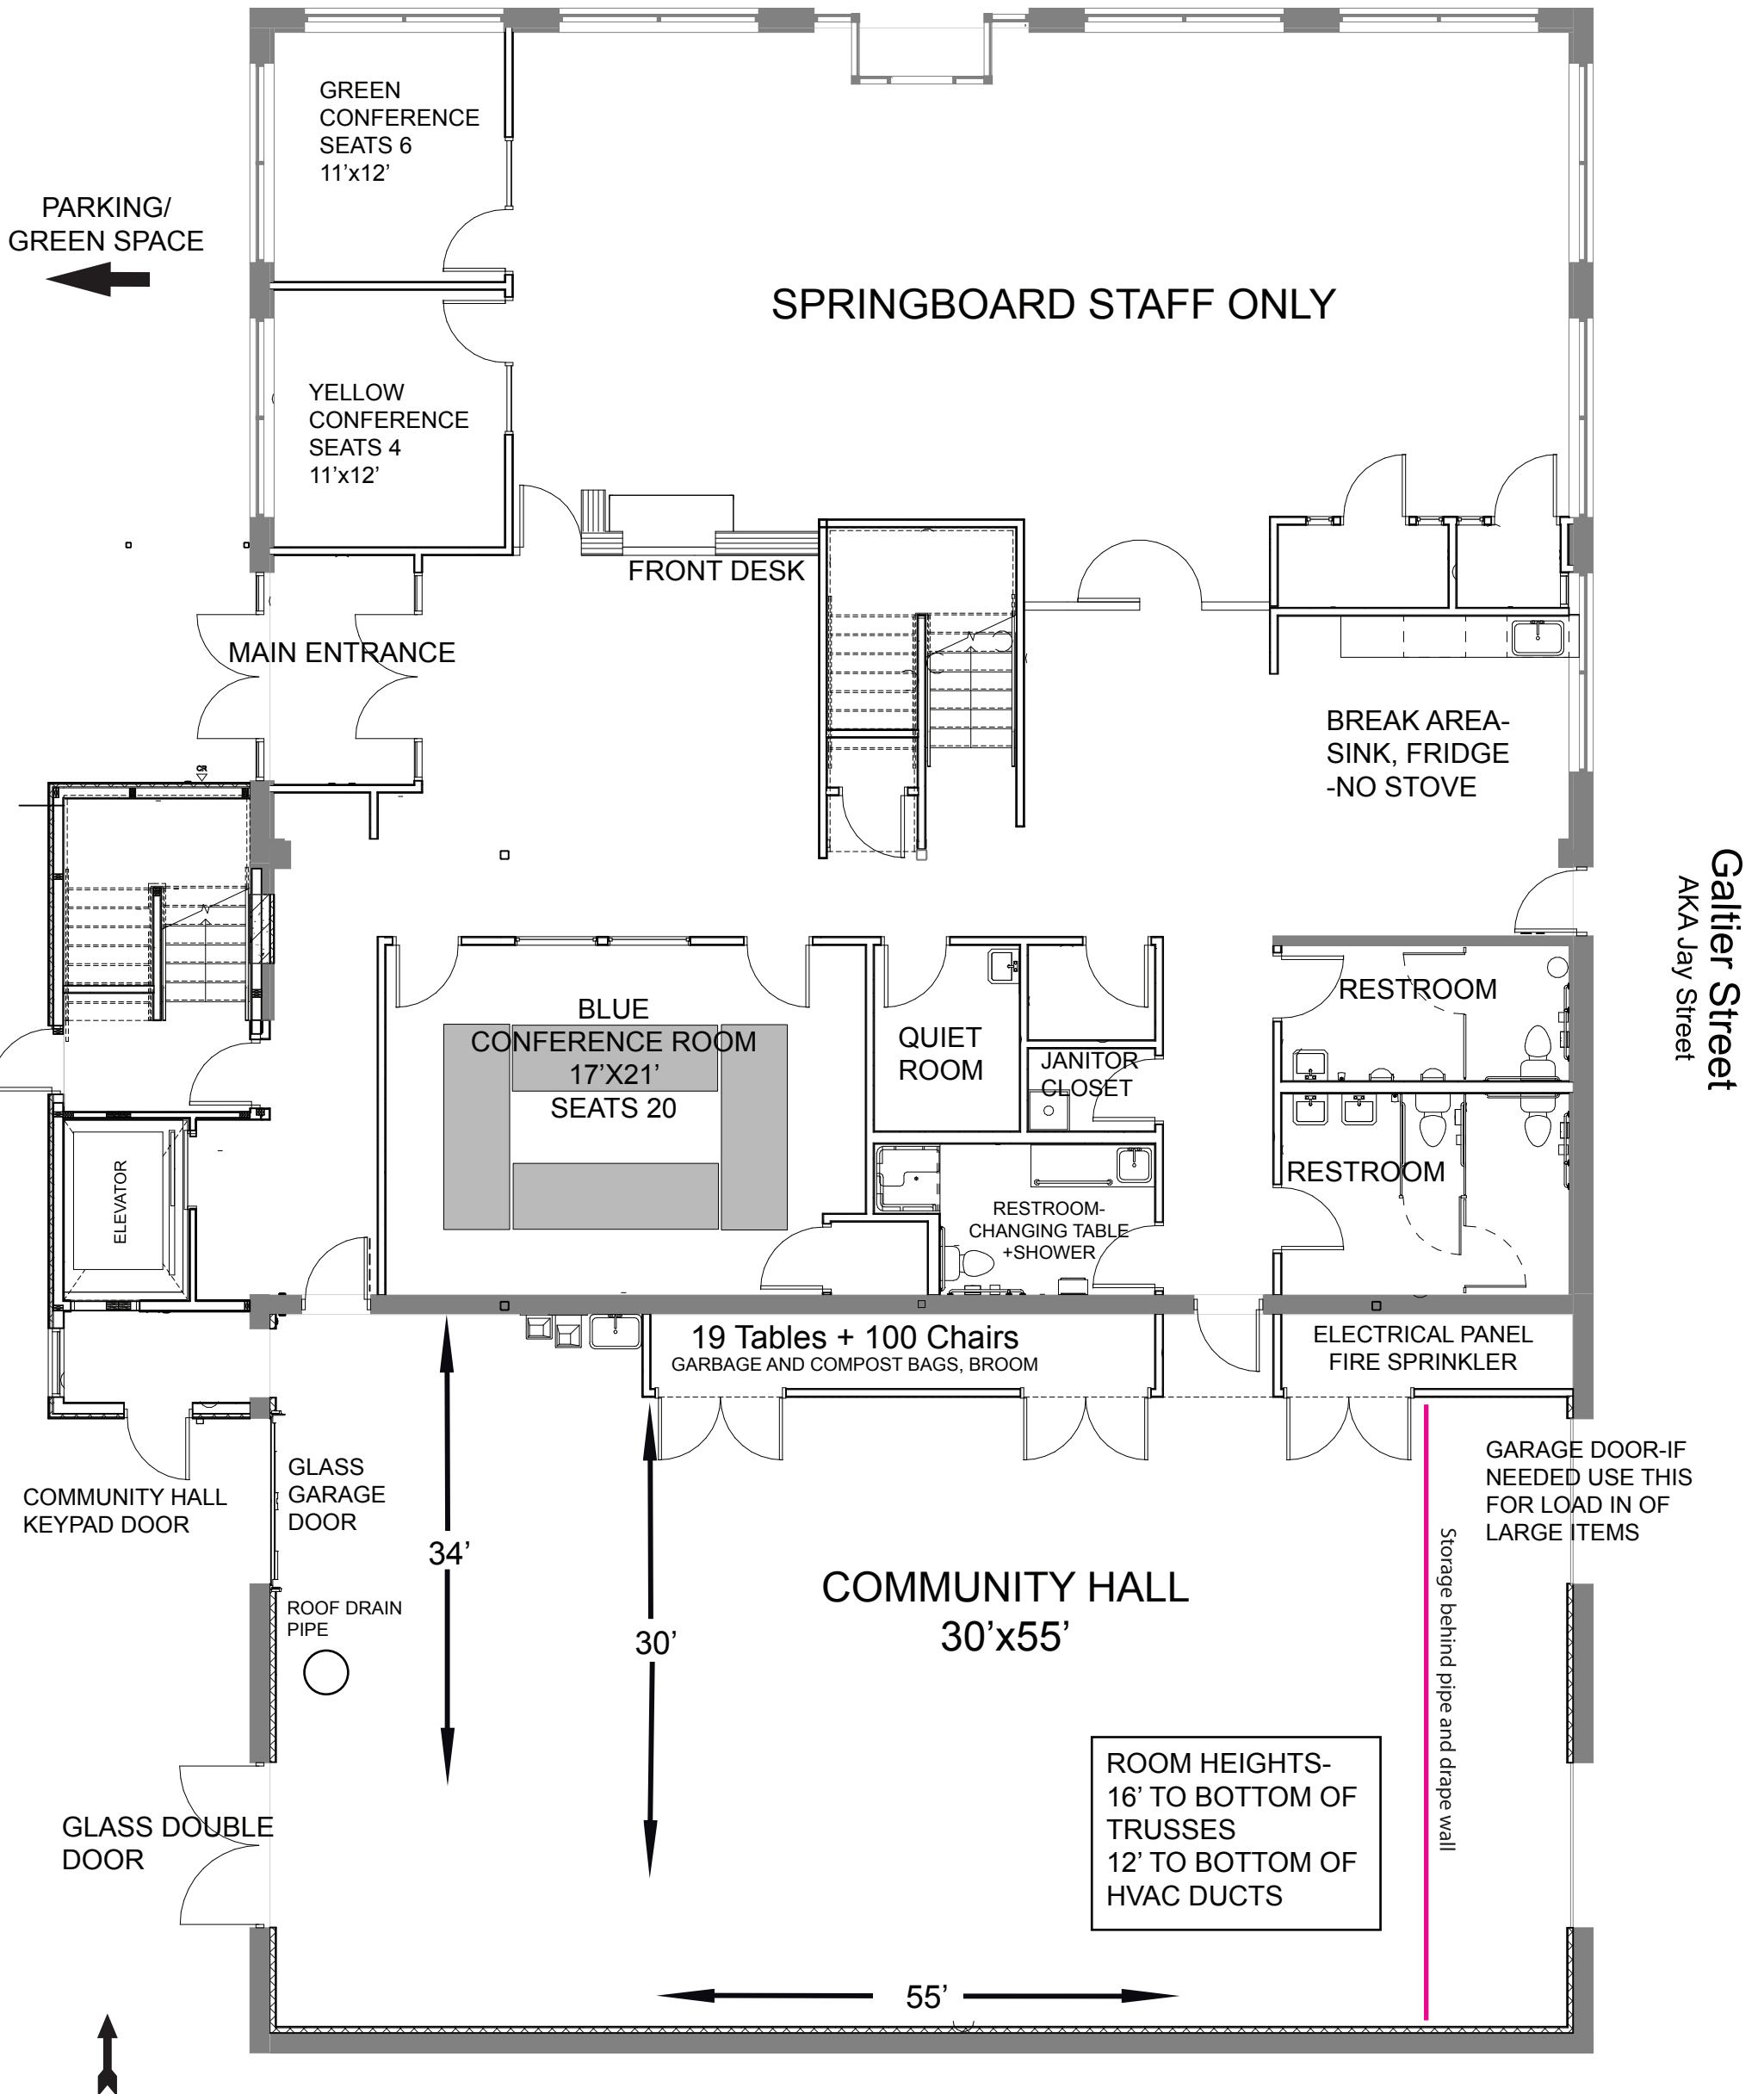 GREEN
CONFERENCE
SEATS 6
11’x12’
PARKING/
GREEN SPACE
SPRINGBOARD STAFF ONLY
YELLOW
CONFERENCE
SEATS 4
11’x12’
FRONT DESK
MAIN ENTRANCE
BREAK AREA-
SINK, FRIDGE
-NO STOVE
CR
Galtier Street
AKA Jay Street
BLUE
CONFERENCE ROOM
17’X21’
SEATS 20
QUIET
ROOM
JANITOR
CLOSET
RESTROOM
RESTROOM
ELEVATOR
RESTROOM-
CHANGING TABLE
+SHOWER
19 Tables + 100 Chairs
GARBAGE AND COMPOST BAGS, BROOM
ELECTRICAL PANEL
FIRE SPRINKLER
COMMUNITY HALL
KEYPAD DOOR
GLASS
GARAGE
DOOR
GARAGE DOOR-IF
NEEDED USE THIS
FOR LOAD IN OF
LARGE ITEMS
34’
30’
ROOF DRAIN
PIPE
COMMUNITY HALL
30’x55’
Storage behind pipe and drape wall
GLASS DOUBLE
DOOR
ROOM HEIGHTS-
16’ TO BOTTOM OF
TRUSSES
12’ TO BOTTOM OF
HVAC DUCTS
55’